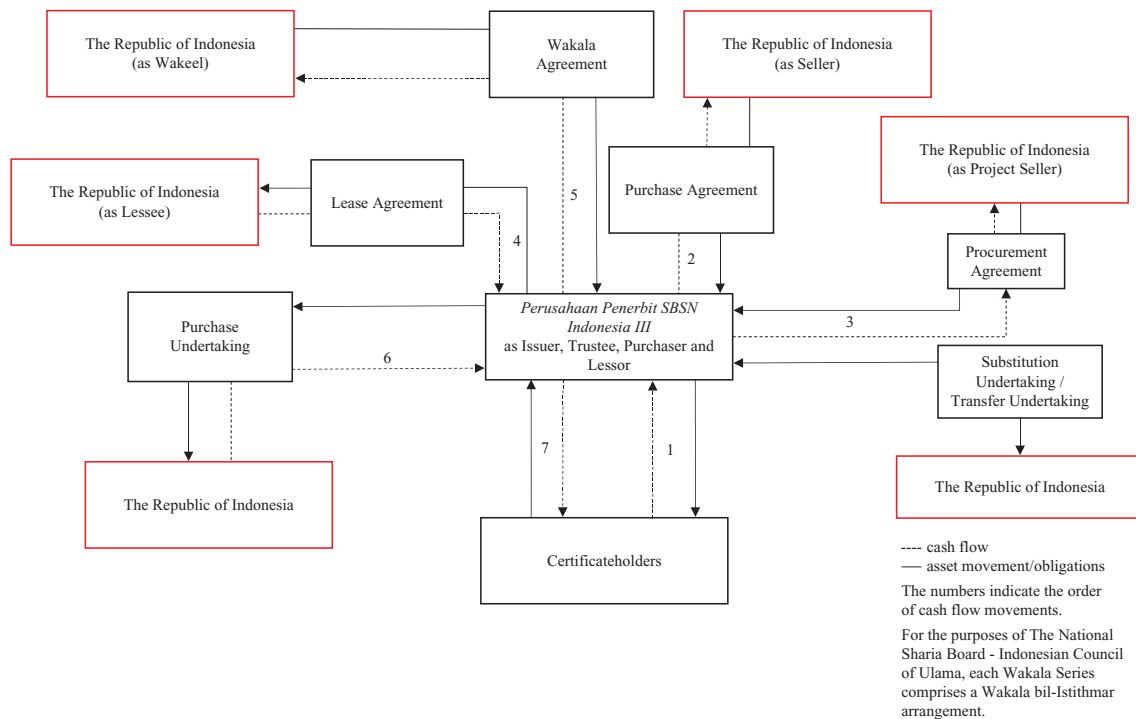 The Republic of Indonesia
(as Wakeel)
Wakala
Agreement
The Republic of Indonesia
(as Seller)
The Republic of Indonesia
(as Project Seller)
The Republic of Indonesia
(as Lessee)
Lease Agreement
5
Purchase Agreement
4
2
Procurement
Agreement
Purchase
Undertaking
6
Perusahaan Penerbit SBSN
Indonesia III
as Issuer, Trustee, Purchaser and
Lessor
3
Substitution
Undertaking /
Transfer Undertaking
7
1
The Republic of Indonesia
The Republic of Indonesia
Certificateholders
---- cash flow
— asset movement/obligations
The numbers indicate the order
of cash flow movements.
For the purposes of The National
Sharia Board - Indonesian Council
of Ulama, each Wakala Series
comprises a Wakala bil-Istithmar
arrangement.